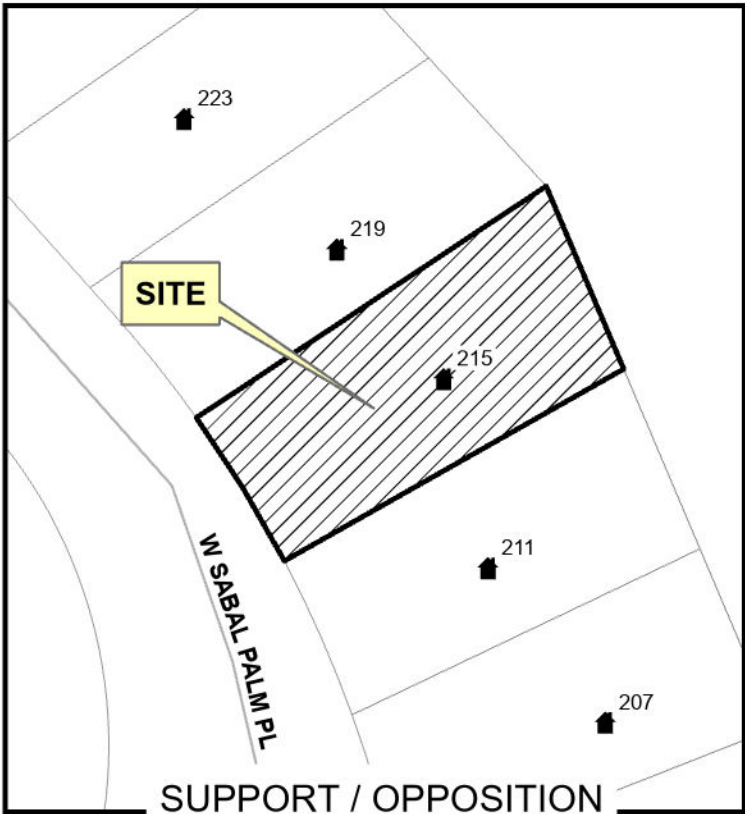 223
219
SITE
215
211
W SABAL PALM PL
207
SUPPORT / OPPOSITION